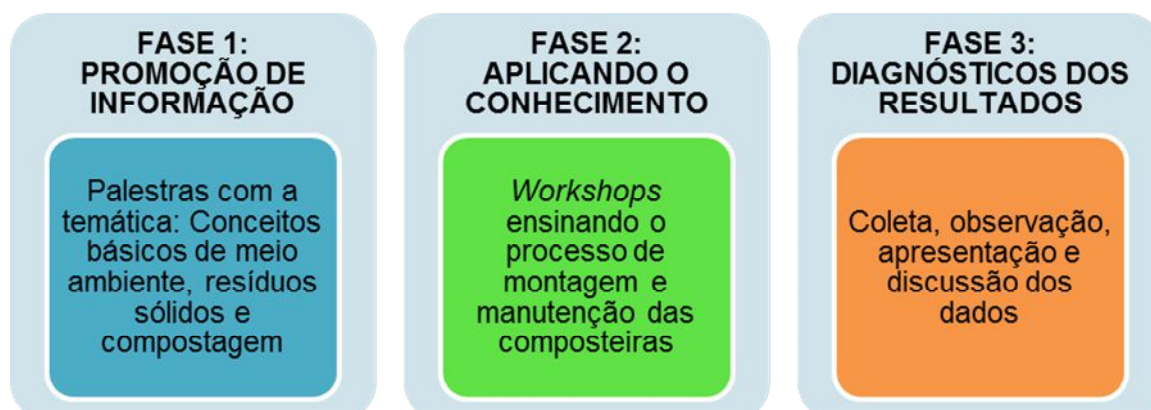 FASE 1:
PROMOÇÃO DE
INFORMAÇÃO
Palestras com a
temática: Conceitos
básicos de meio
ambiente, resíduos
sólidos e
compostagem
FASE 2:
APLICANDO O
CONHECIMENTO
Workshops
ensinando o
processo de
montagem e
manutenção das
composteiras
FASE 3:
DIAGNÓSTICOS DOS
RESULTADOS
Coleta, observação,
apresentação e
discussão dos
dados